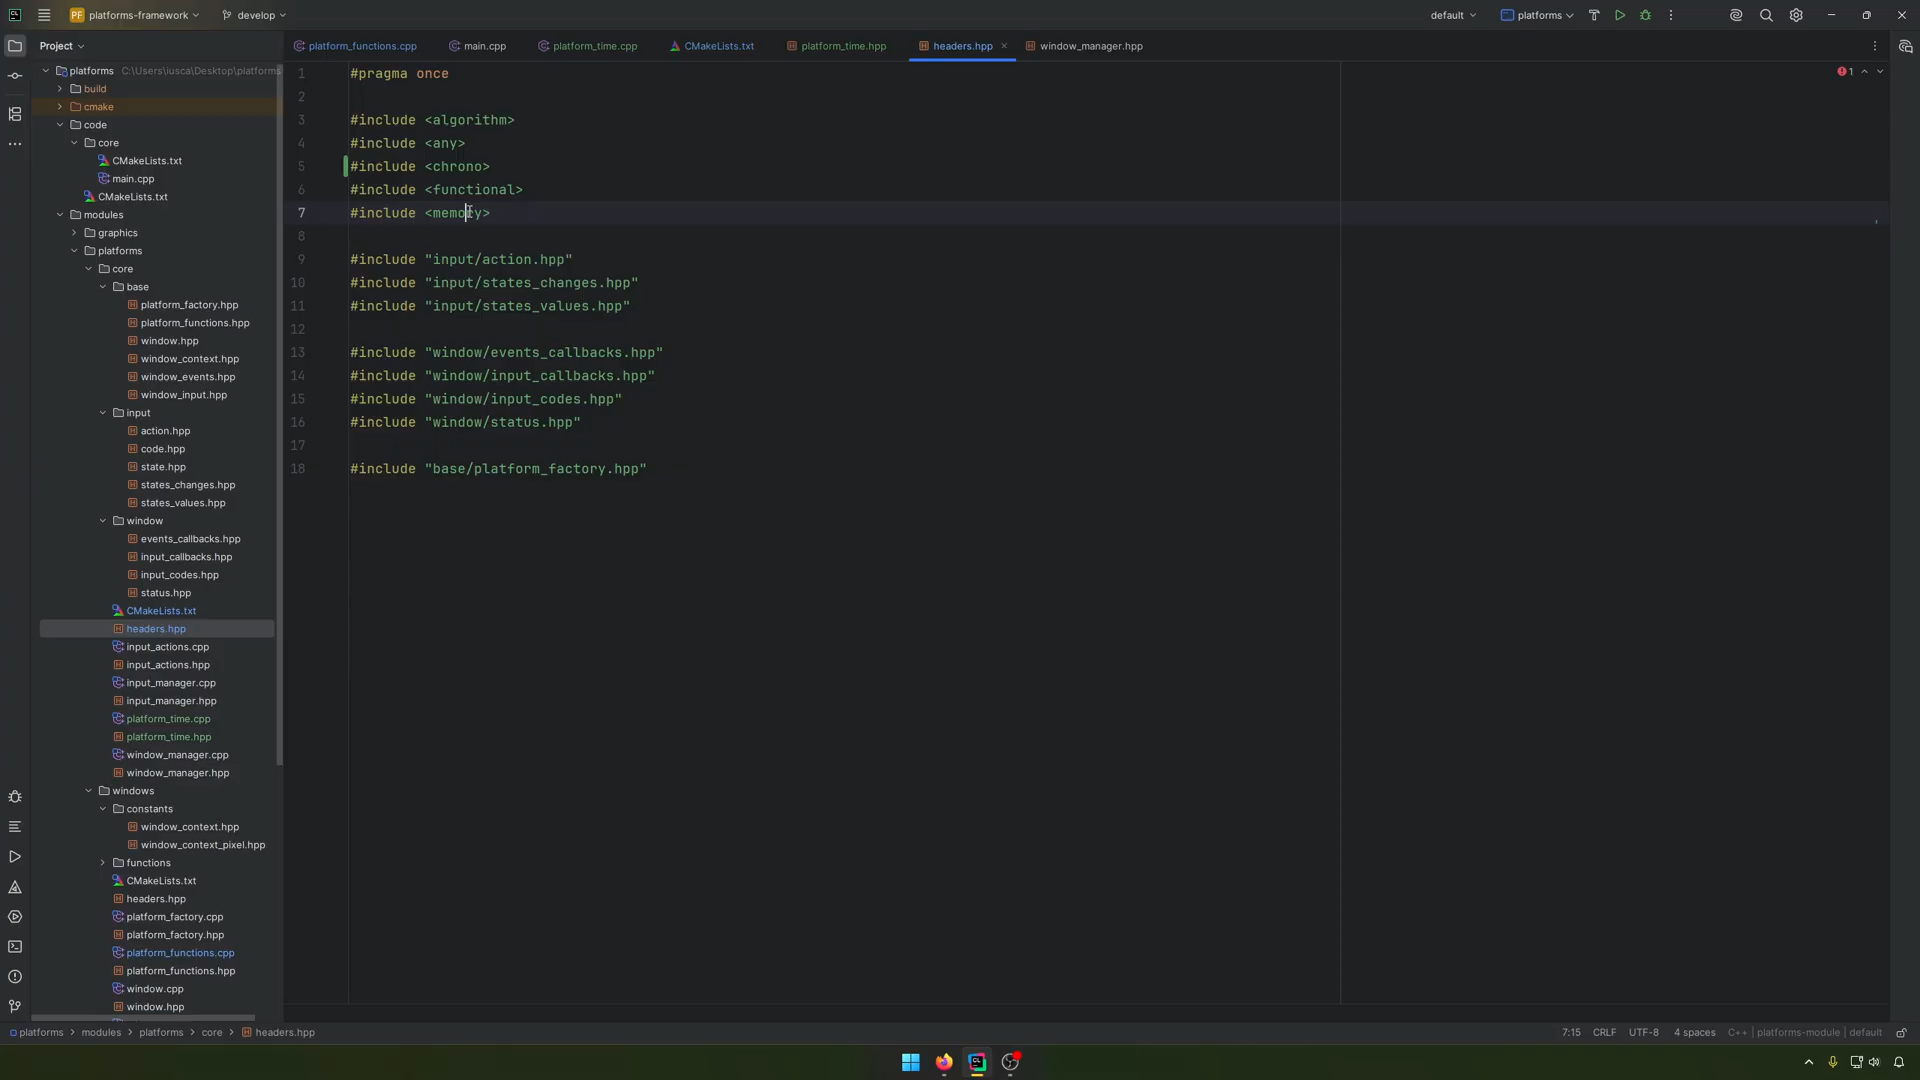 PF platforms-framework develop default platforms
Project
platform_functions.cpp main.cpp platform_time.cpp CMakeLists.txt platform_time.hpp headers.hpp window_manager.hpp
platforms C:\Users\iusca\Desktop\platforms
build
cmake
code
core
CMakeLists.txt
main.cpp
CMakeLists.txt
modules
graphics
platforms
core
base
platform_factory.hpp
platform_functions.hpp
window.hpp
window_context.hpp
window_events.hpp
window_input.hpp
input
action.hpp
code.hpp
state.hpp
states_changes.hpp
states_values.hpp
window
events_callbacks.hpp
input_callbacks.hpp
input_codes.hpp
status.hpp
CMakeLists.txt
headers.hpp
input_actions.cpp
input_actions.hpp
input_manager.cpp
input_manager.hpp
platform_time.cpp
platform_time.hpp
window_manager.cpp
window_manager.hpp
windows
constants
window_context.hpp
window_context_pixel.hpp
functions
CMakeLists.txt
headers.hpp
platform_factory.cpp
platform_factory.hpp
platform_functions.cpp
platform_functions.hpp
window.cpp
window.hpp
1 #pragma once
2
3 #include <algorithm>
4 #include <any>
5 #include <chrono>
6 #include <functional>
7 #include <memory>
8
9 #include "input/action.hpp"
10 #include "input/states_changes.hpp"
11 #include "input/states_values.hpp"
12
13 #include "window/events_callbacks.hpp"
14 #include "window/input_callbacks.hpp"
15 #include "window/input_codes.hpp"
16 #include "window/status.hpp"
17
18 #include "base/platform_factory.hpp"
1
platforms > modules > platforms > core > headers.hpp
7:15 CRLF UTF-8 4 spaces C++ | platforms-module | default